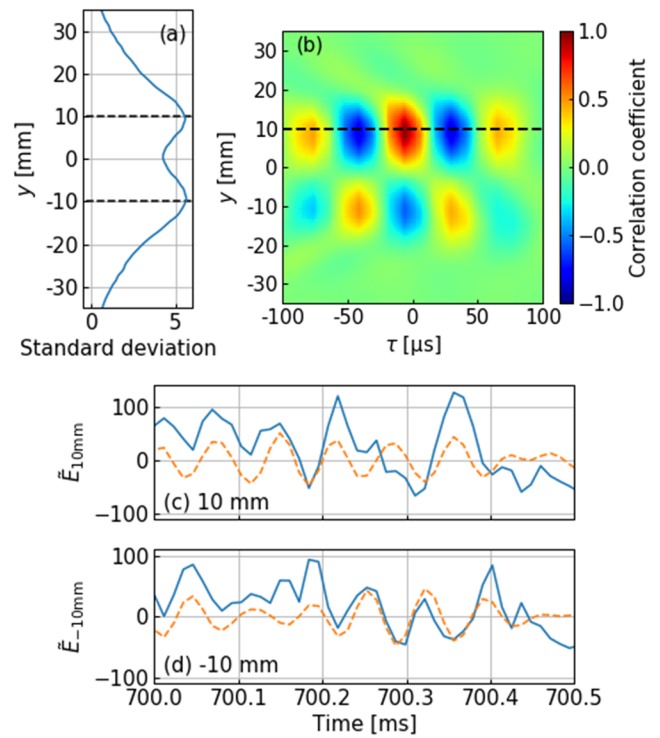 (a)
30
20
10
0
-10
-20
-30
y [mm]
0 5
Standard deviation
(b)
30
20
10
0.0
-10
-20
-30
y [mm]
-100 -50 0 50 100
τ [µs]
1.0
0.5
0.0
−0.5
−1.0
Correlation coefficient
100
0
−100
Ẽ10mm
(c) 10 mm
100
0
−100
Ẽ−10mm
(d) -10 mm
700.0 700.1 700.2 700.3 700.4 700.5
Time [ms]